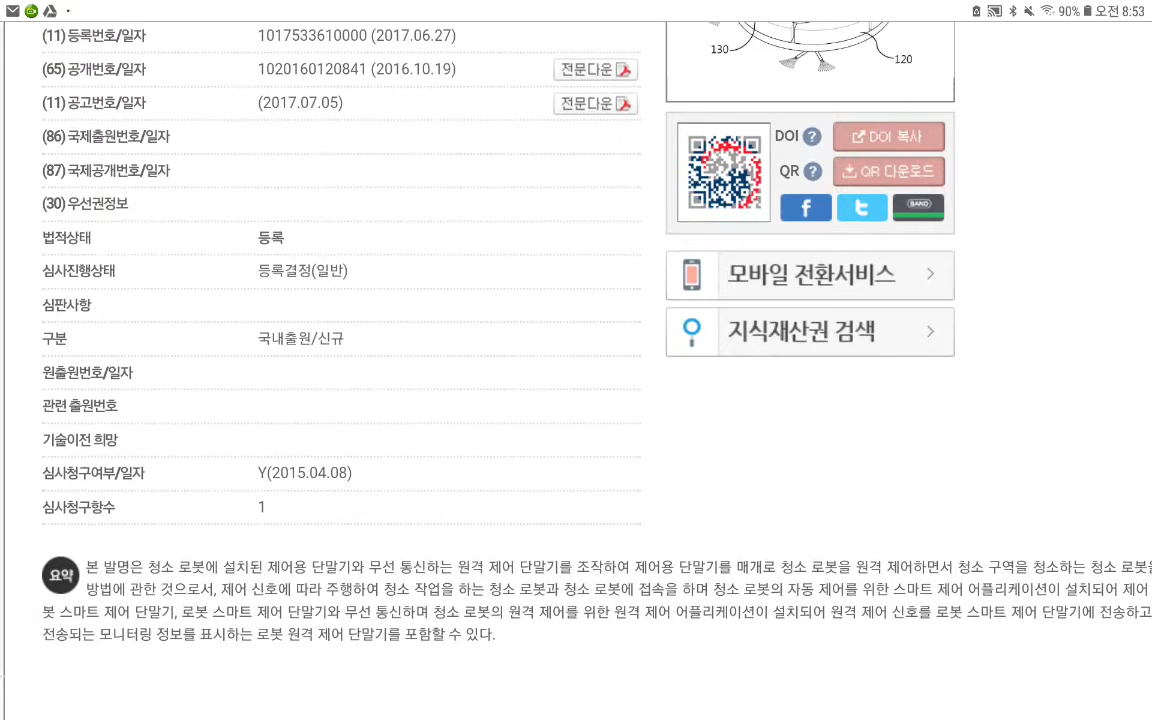 90% 오전 8:53
(11) 등록번호/일자 1017533610000 (2017.06.27)
(65) 공개번호/일자 1020160120841 (2016.10.19) 전문다운
(11) 공고번호/일자 (2017.07.05) 전문다운
(86) 국제출원번호/일자
(87) 국제공개번호/일자
(30) 우선권정보
법적상태 등록
심사진행상태 등록결정(일반)
심판사항
구분 국내출원/신규
원출원번호/일자
관련 출원번호
기술이전 희망
심사청구여부/일자 Y(2015.04.08)
심사청구항수 1
130
120
DOI ? DOI 복사
QR ? QR 다운로드
f t BAND
모바일 전환서비스
지식재산권 검색
요약 본 발명은 청소 로봇에 설치된 제어용 단말기와 무선 통신하는 원격 제어 단말기를 조작하여 제어용 단말기를 매개로 청소 로봇을 원격 제어하면서 청소 구역을 청소하는 청소 로봇을
방법에 관한 것으로서, 제어 신호에 따라 주행하여 청소 작업을 하는 청소 로봇과 청소 로봇에 접속을 하며 청소 로봇의 자동 제어를 위한 스마트 제어 어플리케이션이 설치되어 제어
봇 스마트 제어 단말기, 로봇 스마트 제어 단말기와 무선 통신하며 청소 로봇의 원격 제어를 위한 원격 제어 어플리케이션이 설치되어 원격 제어 신호를 로봇 스마트 제어 단말기에 전송하고
전송되는 모니터링 정보를 표시하는 로봇 원격 제어 단말기를 포함할 수 있다.